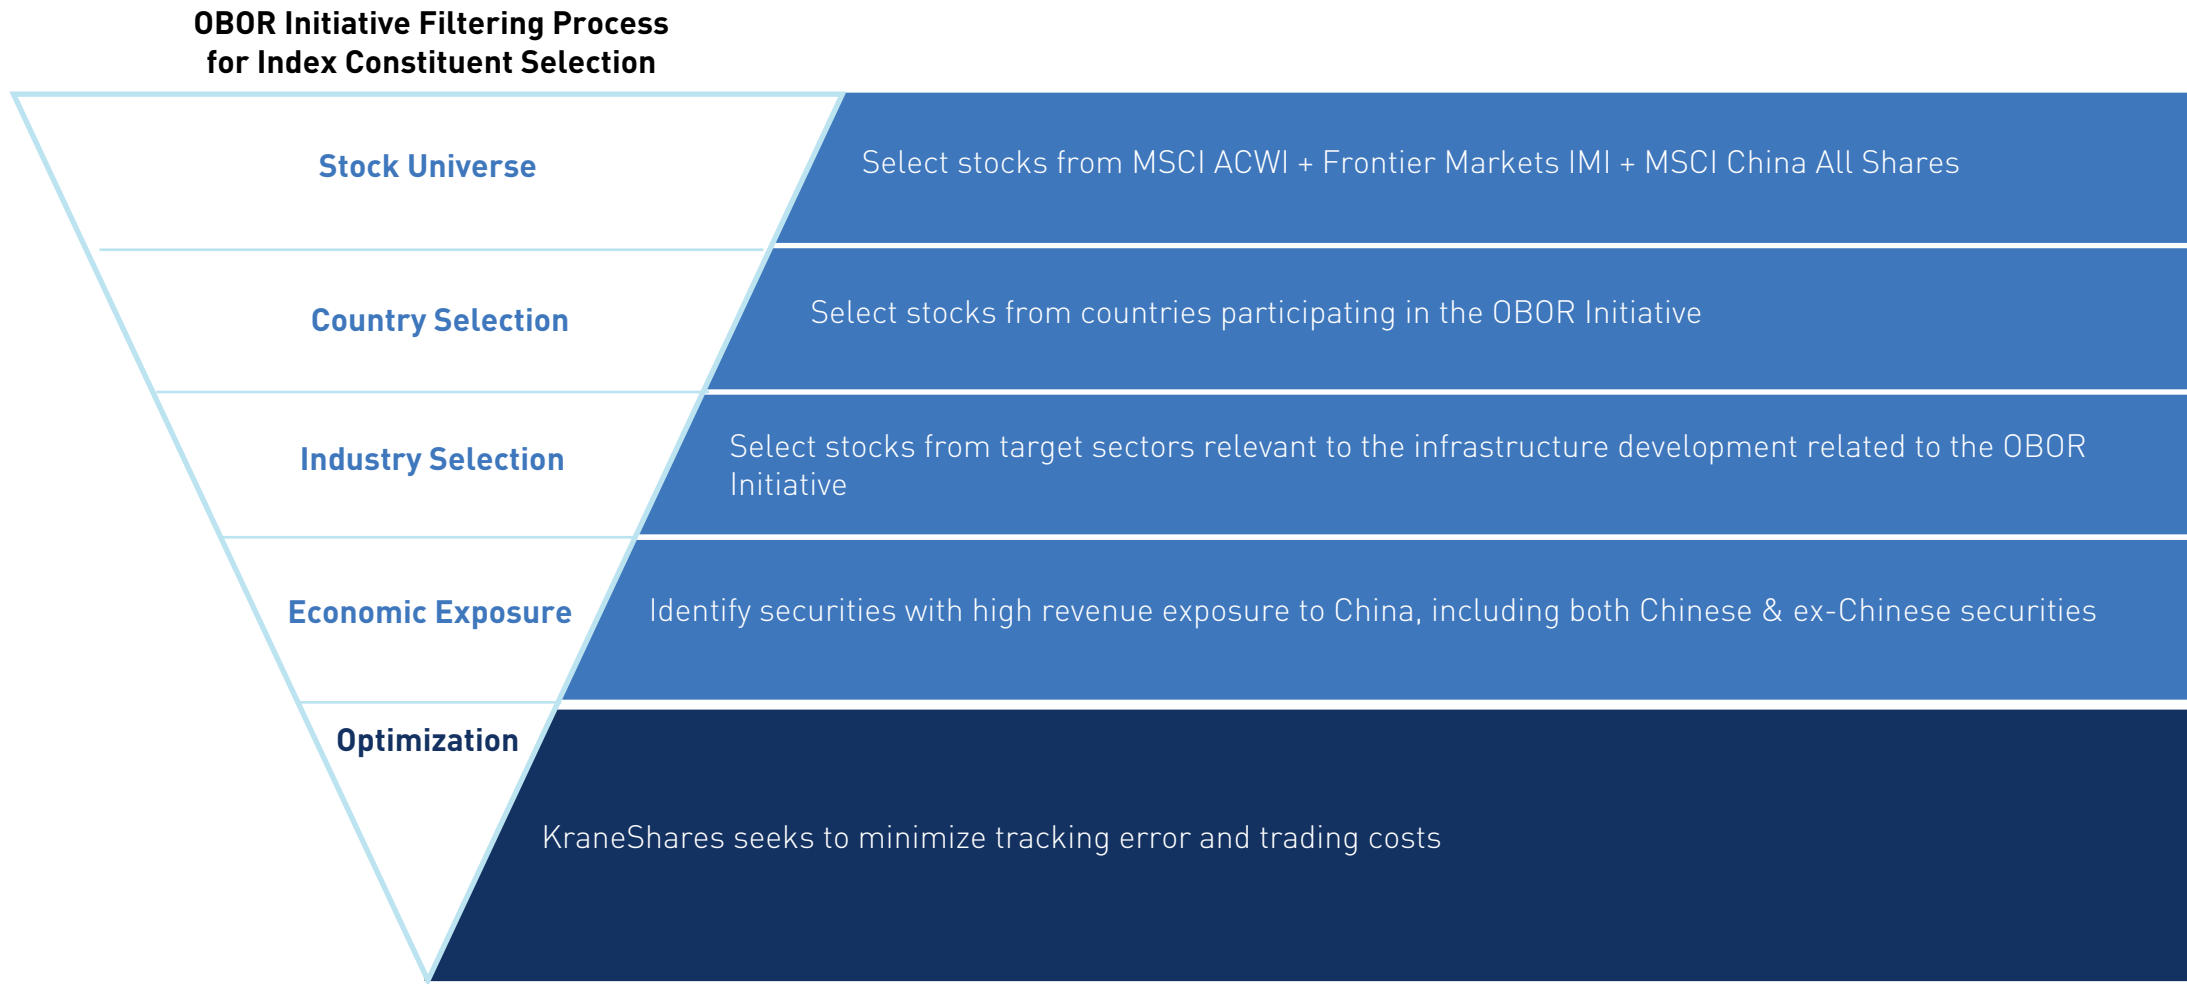 OBOR Initiative Filtering Process
for Index Constituent Selection
Stock Universe
Select stocks from MSCI ACWI + Frontier Markets IMI + MSCI China All Shares
Country Selection
Select stocks from countries participating in the OBOR Initiative
Industry Selection
Select stocks from target sectors relevant to the infrastructure development related to the OBOR
Initiative
Economic Exposure
Identify securities with high revenue exposure to China, including both Chinese & ex-Chinese securities
Optimization
KraneShares seeks to minimize tracking error and trading costs